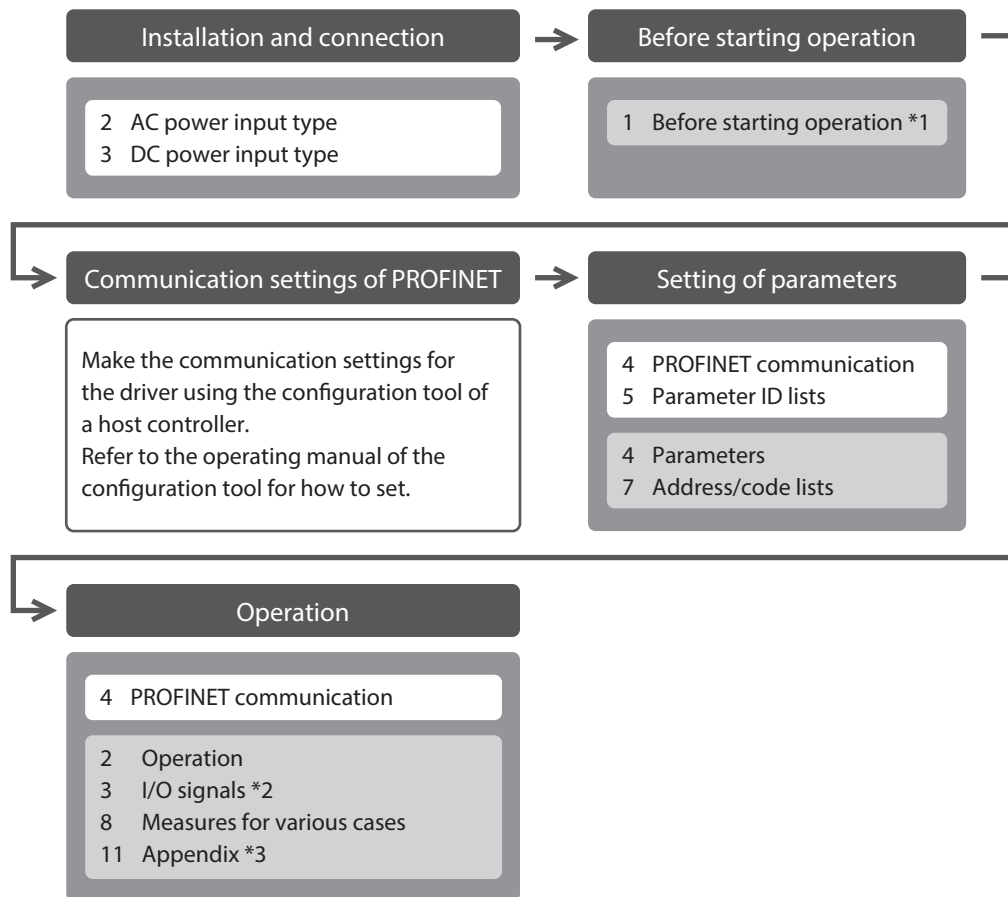 Installation and connection
Before starting operation
2 AC power input type
3 DC power input type
1 Before starting operation *1
Communication settings of PROFINET
Setting of parameters
Make the communication settings for
the driver using the configuration tool of
a host controller.
Refer to the operating manual of the
configuration tool for how to set.
4 PROFINET communication
5 Parameter ID lists
4 Parameters
7 Address/code lists
Operation
4 PROFINET communication
2 Operation
3 I/O signals *2
8 Measures for various cases
11 Appendix *3